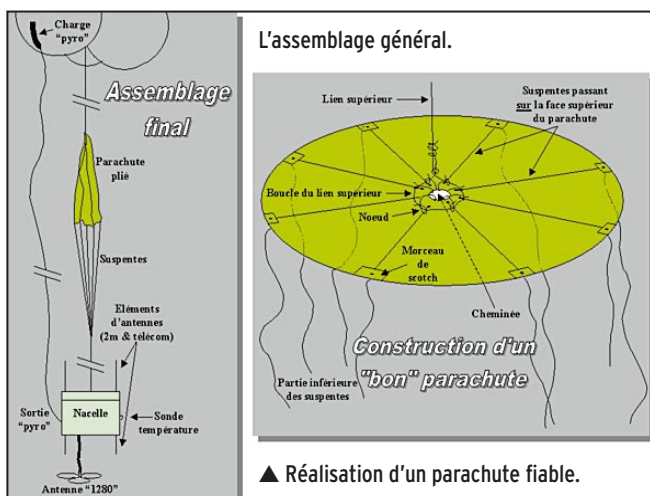 Charge
"pyro"
Assemblage
final
Parachute
plié
Suspentes
Eléments
d'antennes
(2m & télécom)
Sortie
"pyro"
Nacelle
Sonde
température
Antenne "1280"
L'assemblage général.
Lien supérieur
Suspentes passant
sur la face supérieur
du parachute
Boucle du lien supérieur
Noeud
Morceau
de
scotch
Cheminée
Construction d'un
"bon" parachute
Partie inférieure
des suspentes
▲ Réalisation d'un parachute fiable.